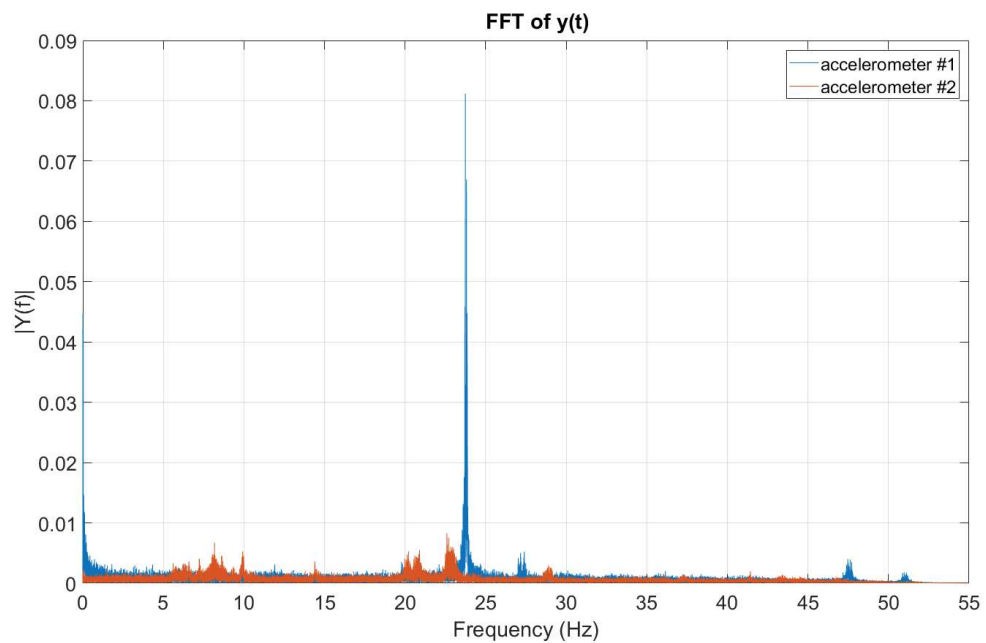 FFT of y(t)
accelerometer #1
accelerometer #2
|Y(f)|
0.09
0.08
0.07
0.06
0.05
0.04
0.03
0.02
0.01
0
0 5 10 15 20 25 30 35 40 45 50 55
Frequency (Hz)